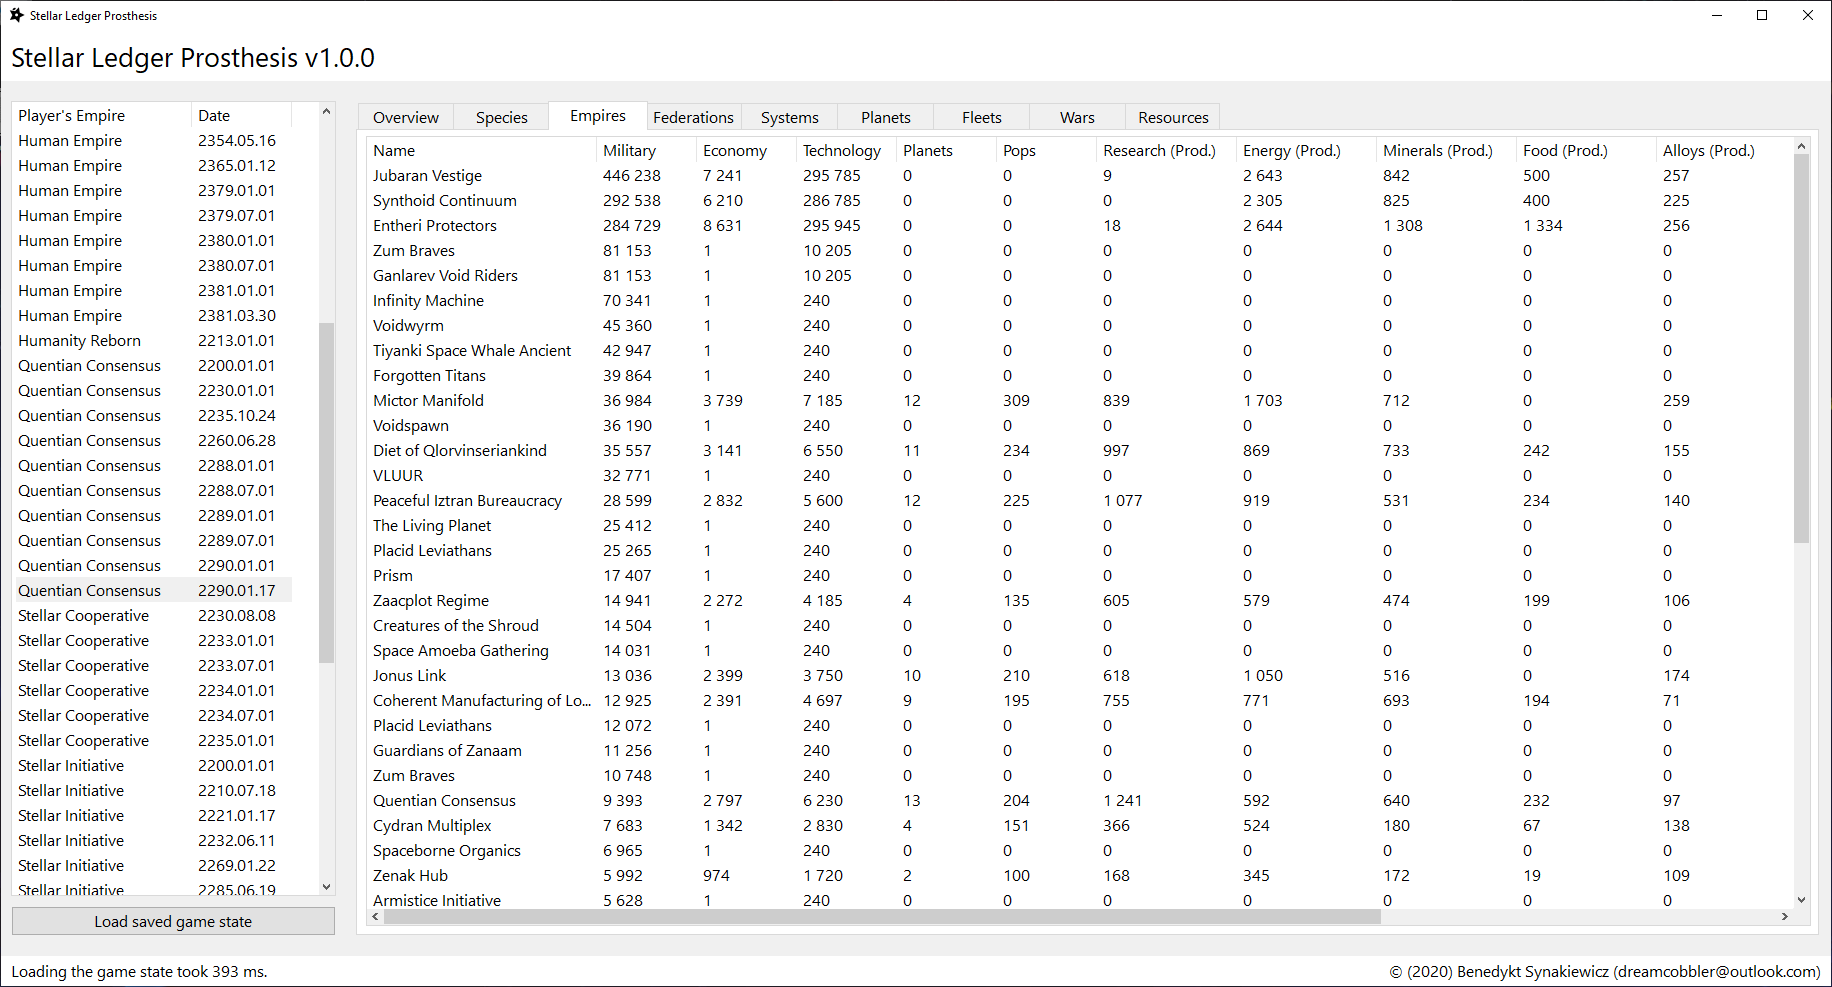 Stellar Ledger Prosthesis
Stellar Ledger Prosthesis v1.0.0
Player's Empire Date
Human Empire 2354.05.16
Human Empire 2365.01.12
Human Empire 2379.01.01
Human Empire 2379.07.01
Human Empire 2380.01.01
Human Empire 2380.07.01
Human Empire 2381.01.01
Human Empire 2381.03.30
Humanity Reborn 2213.01.01
Quentian Consensus 2200.01.01
Quentian Consensus 2230.01.01
Quentian Consensus 2235.10.24
Quentian Consensus 2260.06.28
Quentian Consensus 2288.01.01
Quentian Consensus 2288.07.01
Quentian Consensus 2289.01.01
Quentian Consensus 2289.07.01
Quentian Consensus 2290.01.01
Quentian Consensus 2290.01.17
Stellar Cooperative 2230.08.08
Stellar Cooperative 2233.01.01
Stellar Cooperative 2233.07.01
Stellar Cooperative 2234.01.01
Stellar Cooperative 2234.07.01
Stellar Cooperative 2235.01.01
Stellar Initiative 2200.01.01
Stellar Initiative 2210.07.18
Stellar Initiative 2221.01.17
Stellar Initiative 2232.06.11
Stellar Initiative 2269.01.22
Stellar Initiative 2285.06.19
Load saved game state
Overview Species Empires Federations Systems Planets Fleets Wars Resources
Name Military Economy Technology Planets Pops Research (Prod.) Energy (Prod.) Minerals (Prod.) Food (Prod.) Alloys (Prod.)
Jubaran Vestige 446 238 7 241 295 785 0 0 9 2 643 842 500 257
Synthoid Continuum 292 538 6 210 286 785 0 0 0 2 305 825 400 225
Entheri Protectors 284 729 8 631 295 945 0 0 18 2 644 1 308 1 334 256
Zum Braves 81 153 1 10 205 0 0 0 0 0 0 0
Ganlarev Void Riders 81 153 1 10 205 0 0 0 0 0 0 0
Infinity Machine 70 341 1 240 0 0 0 0 0 0 0
Voidwyrm 45 360 1 240 0 0 0 0 0 0 0
Tiyanki Space Whale Ancient 42 947 1 240 0 0 0 0 0 0 0
Forgotten Titans 39 864 1 240 0 0 0 0 0 0 0
Mictor Manifold 36 984 3 739 7 185 12 309 839 1 703 712 0 259
Voidspawn 36 190 1 240 0 0 0 0 0 0 0
Diet of Qlorvinseriankind 35 557 3 141 6 550 11 234 997 869 733 242 155
VLUUR 32 771 1 240 0 0 0 0 0 0 0
Peaceful Iztran Bureaucracy 28 599 2 832 5 600 12 225 1 077 919 531 234 140
The Living Planet 25 412 1 240 0 0 0 0 0 0 0
Placid Leviathans 25 265 1 240 0 0 0 0 0 0 0
Prism 17 407 1 240 0 0 0 0 0 0 0
Zaacplot Regime 14 941 2 272 4 185 4 135 605 579 474 199 106
Creatures of the Shroud 14 504 1 240 0 0 0 0 0 0 0
Space Amoeba Gathering 14 031 1 240 0 0 0 0 0 0 0
Jonus Link 13 036 2 399 3 750 10 210 618 1 050 516 0 174
Coherent Manufacturing of Lo... 12 925 2 391 4 697 9 195 755 771 693 194 71
Placid Leviathans 12 072 1 240 0 0 0 0 0 0 0
Guardians of Zanaam 11 256 1 240 0 0 0 0 0 0 0
Zum Braves 10 748 1 240 0 0 0 0 0 0 0
Quentian Consensus 9 393 2 797 6 230 13 204 1 241 592 640 232 97
Cydran Multiplex 7 683 1 342 2 830 4 151 366 524 180 67 138
Spaceborne Organics 6 965 1 240 0 0 0 0 0 0 0
Zenak Hub 5 992 974 1 720 2 100 168 345 172 19 109
Armistice Initiative 5 628 1 240 0 0 0 0 0 0 0
Loading the game state took 393 ms.
© (2020) Benedykt Synakiewicz (dreamcobbler@outlook.com)